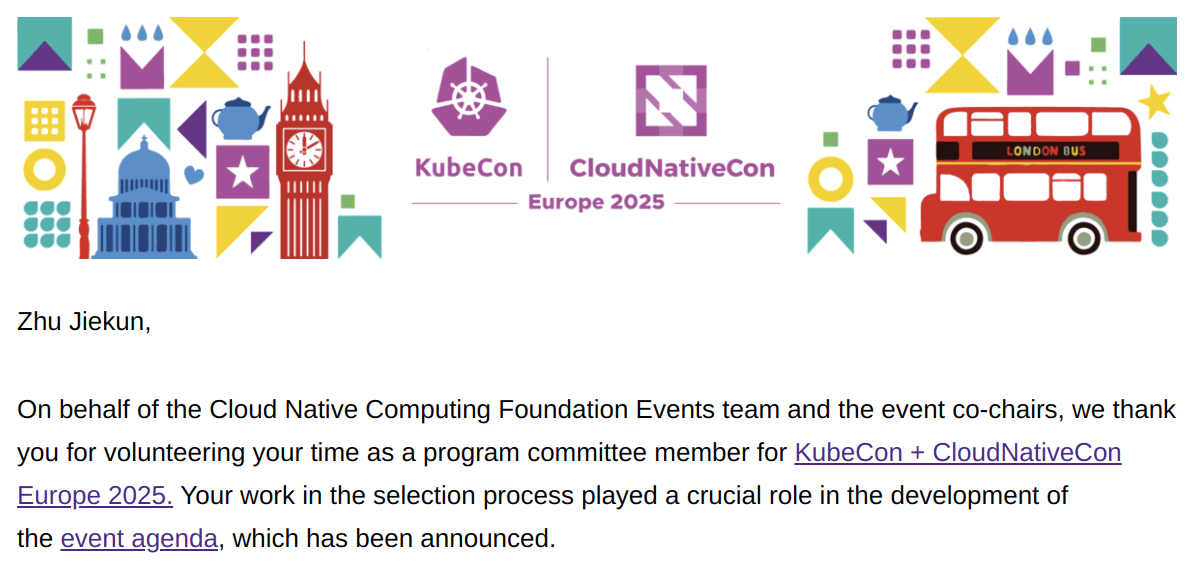 KubeCon
CloudNativeCon
Europe 2025
LONDON BUS
Zhu Jiekun,
On behalf of the Cloud Native Computing Foundation Events team and the event co-chairs, we thank
you for volunteering your time as a program committee member for KubeCon + CloudNativeCon
Europe 2025. Your work in the selection process played a crucial role in the development of
the event agenda, which has been announced.